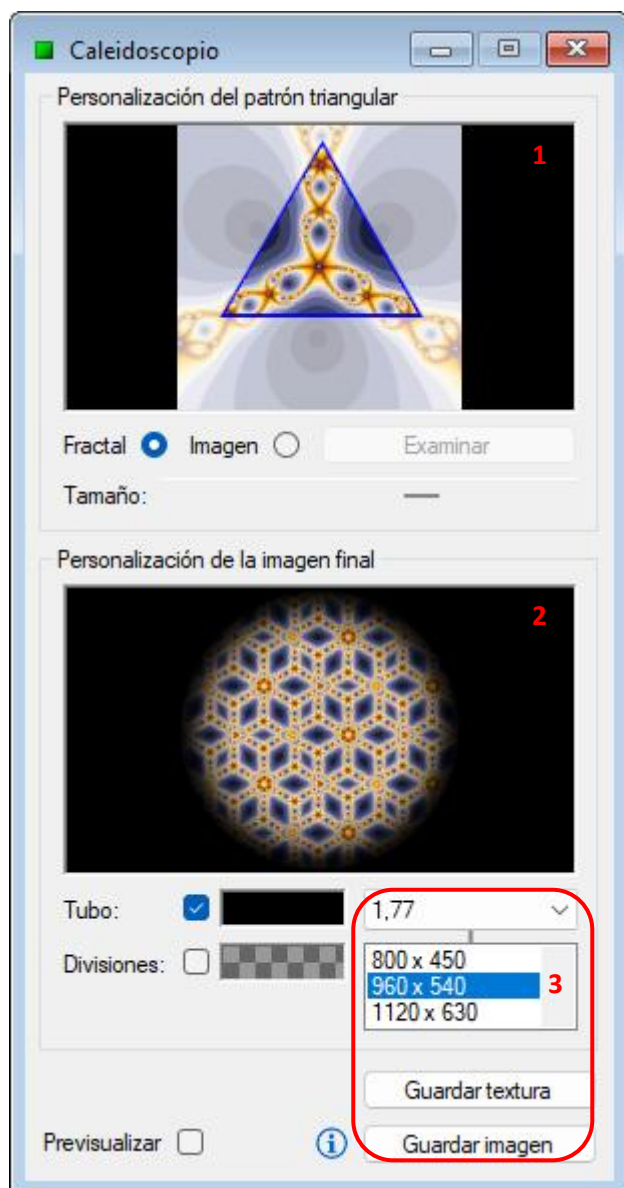 Caleidoscopio
Personalización del patrón triangular
1
Fractal Imagen Examinar
Tamaño:
Personalización de la imagen final
2
Tubo: 1,77
Divisiones: 800 x 450
960 x 540 3
1120 x 630
Guardar textura
Previsualizar i Guardar imagen